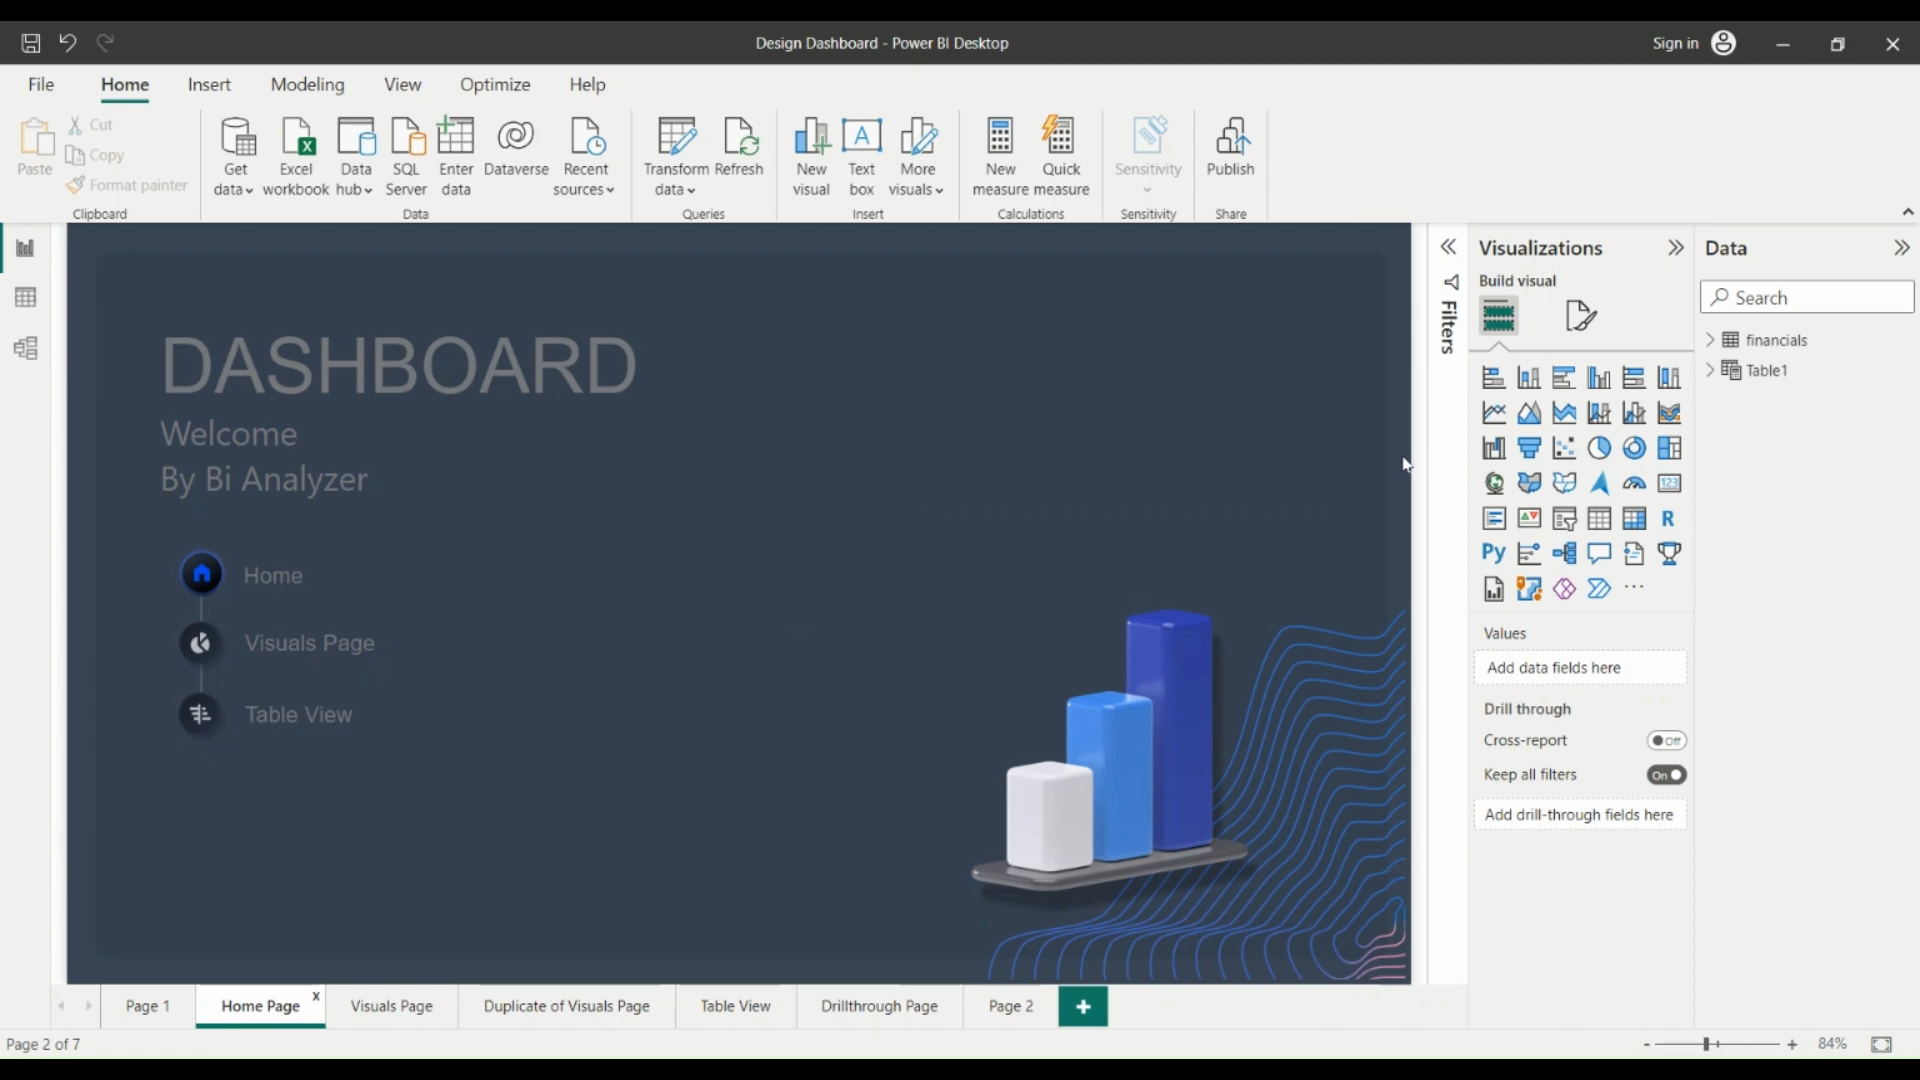 Design Dashboard - Power BI Desktop
Sign in
File Home Insert Modeling View Optimize Help
Paste
Cut
Copy
Format painter
Clipboard
Get data
Excel workbook
Data hub
SQL Server
Enter data
Dataverse
Recent sources
Data
Transform data
Refresh
Queries
New visual
Text box
More visuals
Insert
New measure
Quick measure
Calculations
Sensitivity
Sensitivity
Publish
Share
DASHBOARD
Welcome
By Bi Analyzer
Home
Visuals Page
Table View
Filters
Visualizations
Build visual
123
R
Py
Values
Add data fields here
Drill through
Cross-report
Off
Keep all filters
On
Add drill-through fields here
Data
Search
financials
Table1
Page 1
Home Page
x
Visuals Page
Duplicate of Visuals Page
Table View
Drillthrough Page
Page 2
+
Page 2 of 7
- + 84%